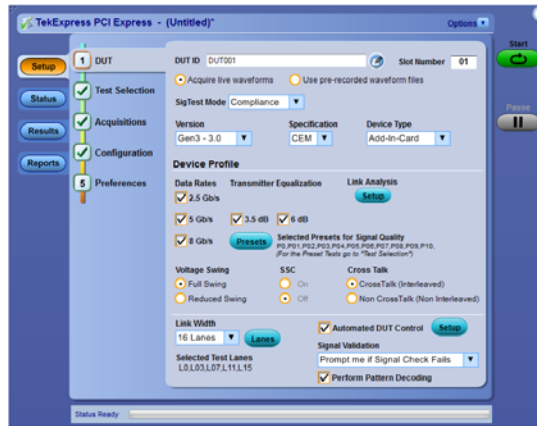 TekExpress PCI Express - (Untitled)*
Options
Start
Setup
Status
Results
Reports
Pause
1 DUT
Test Selection
Acquisitions
Configuration
5 Preferences
DUT ID DUT001
Slot Number 01
Acquire live waveforms Use pre-recorded waveform files
SigTest Mode Compliance
Version Specification Device Type
Gen3 - 3.0 CEM Add-In-Card
Device Profile
Data Rates Transmitter Equalization Link Analysis
2.5 Gb/s Setup
5 Gb/s 3.5 dB 6 dB
8 Gb/s Presets Selected Presets for Signal Quality
P0,P01,P02,P03,P04,P05,P06,P07,P08,P09,P10,
(For the Preset Tests go to "Test Selection")
Voltage Swing SSC Cross Talk
Full Swing On CrossTalk (Interleaved)
Reduced Swing Off Non CrossTalk (Non Interleaved)
Link Width Automated DUT Control Setup
16 Lanes Lanes
Signal Validation
Selected Test Lanes Prompt me if Signal Check Fails
L0,L03,L07,L11,L15
Perform Pattern Decoding
Status Ready